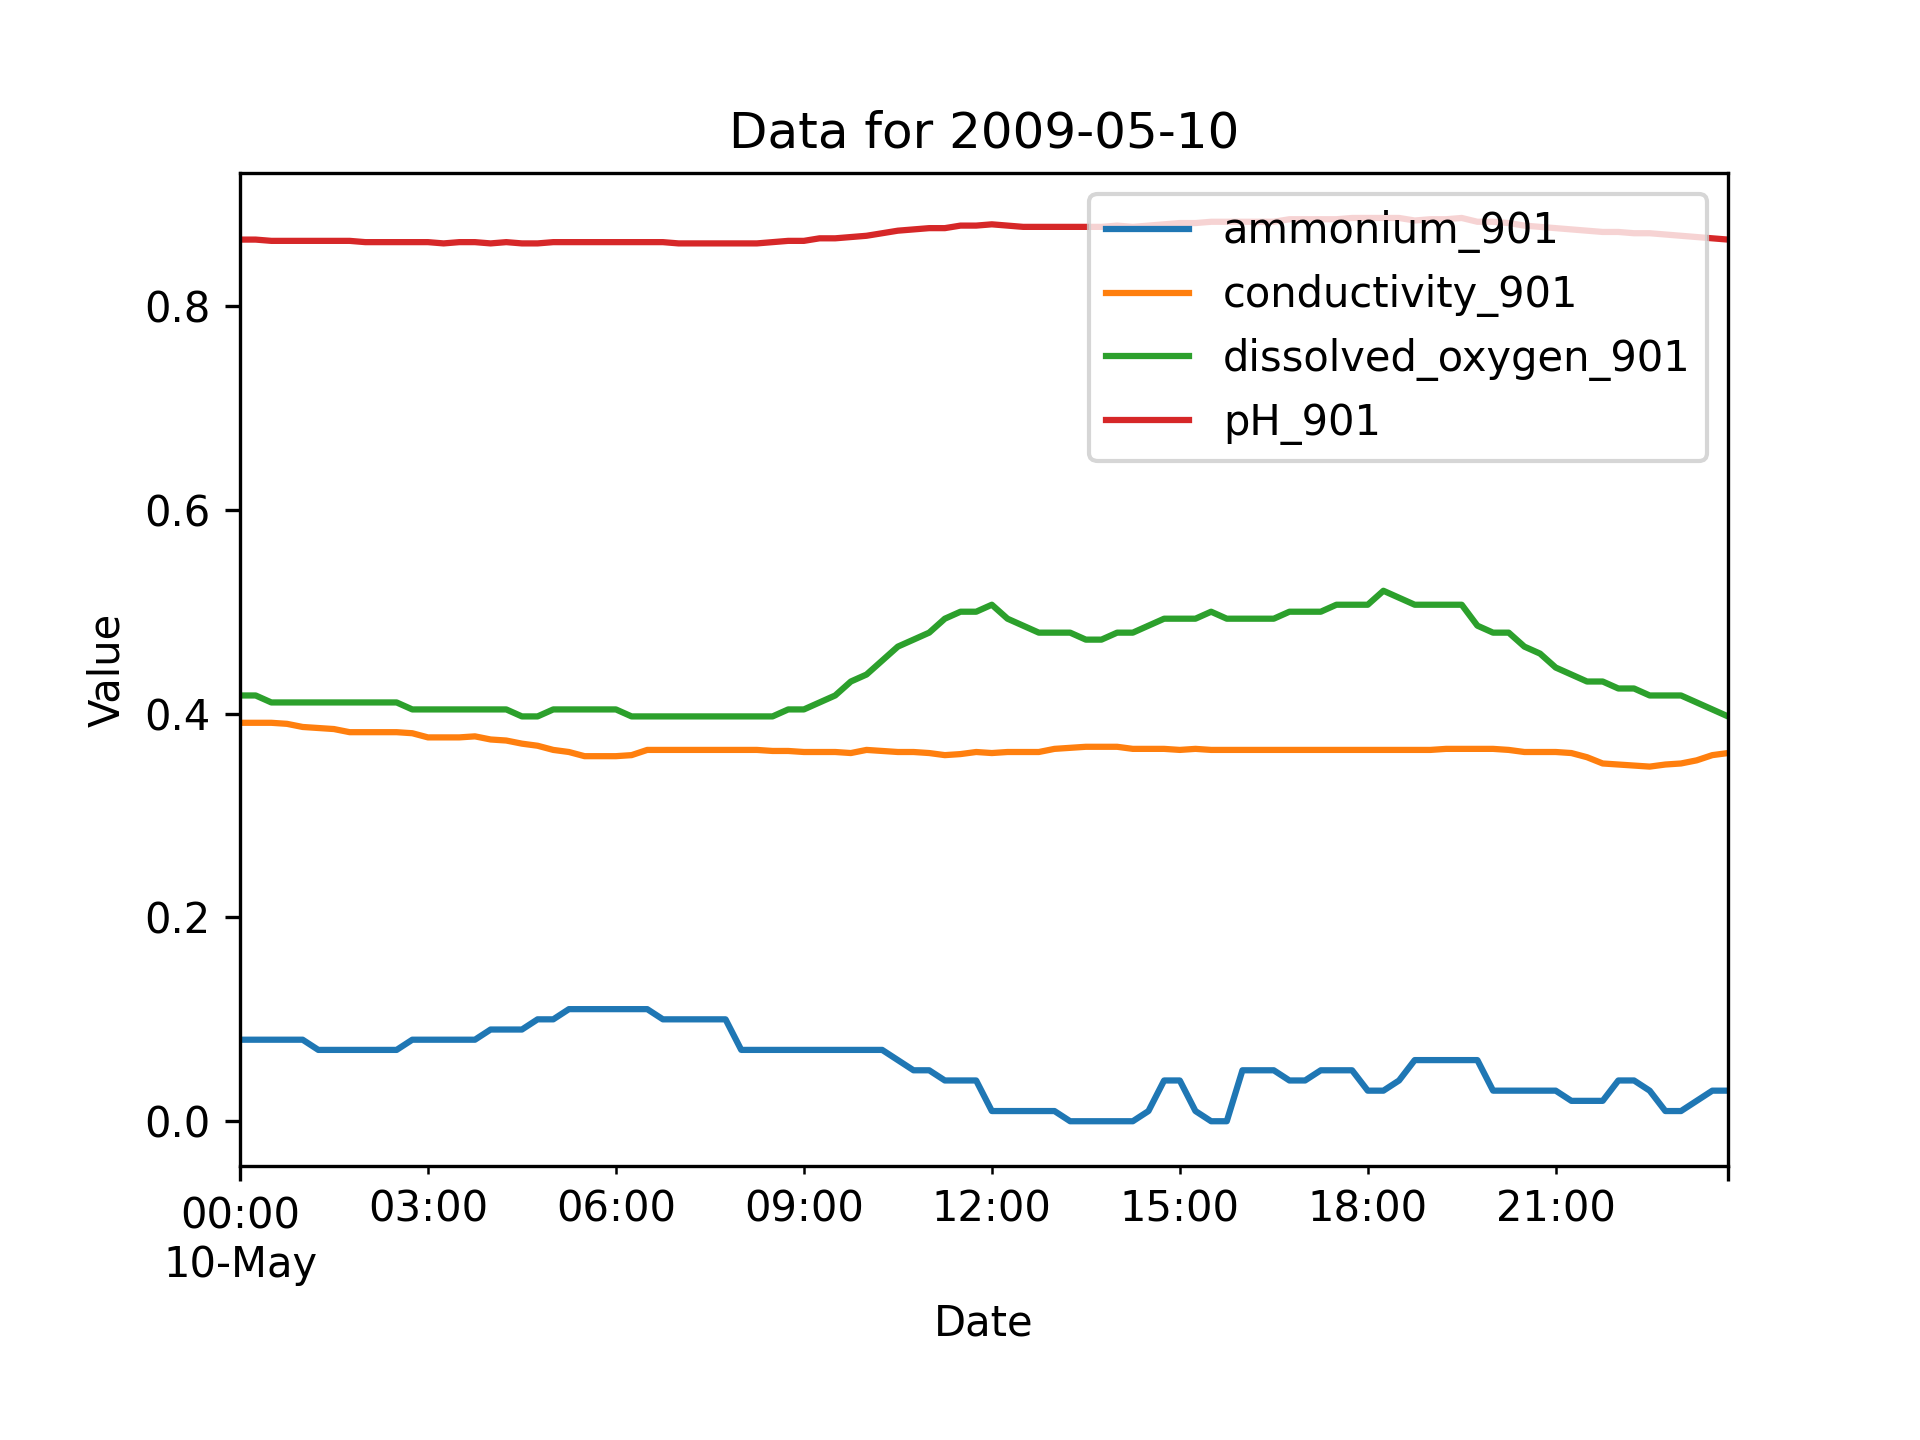 Data for 2009-05-10
ammonium_901
conductivity_901
dissolved_oxygen_901
pH_901
Value
0.8
0.6
0.4
0.2
0.0
00:00 03:00 06:00 09:00 12:00 15:00 18:00 21:00
10-May
Date